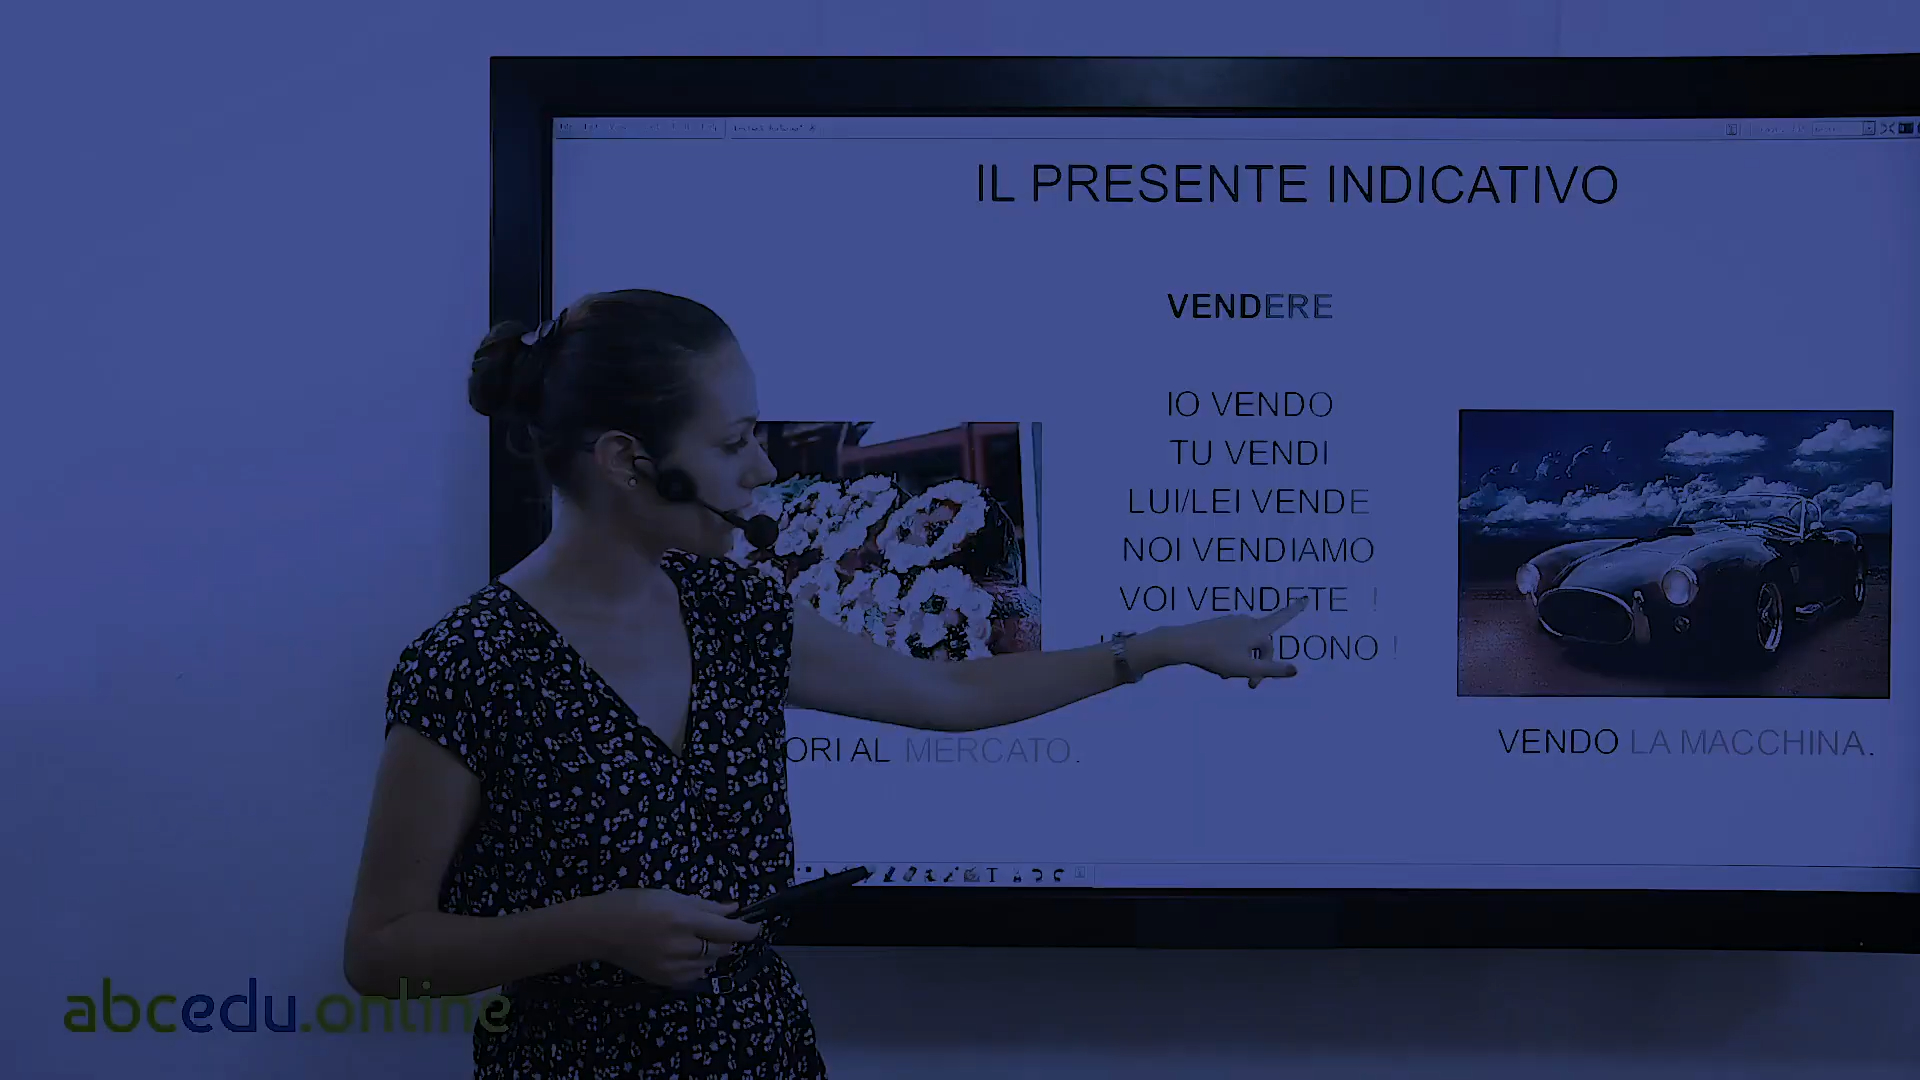 IL PRESENTE INDICATIVO
VENDERE
IO VENDO
TU VENDI
LUI/LEI VENDE
NOI VENDIAMO
VOI VENDETE !
DONO !
ORI AL MERCATO.
VENDO LA MACCHINA.
abcedu.online